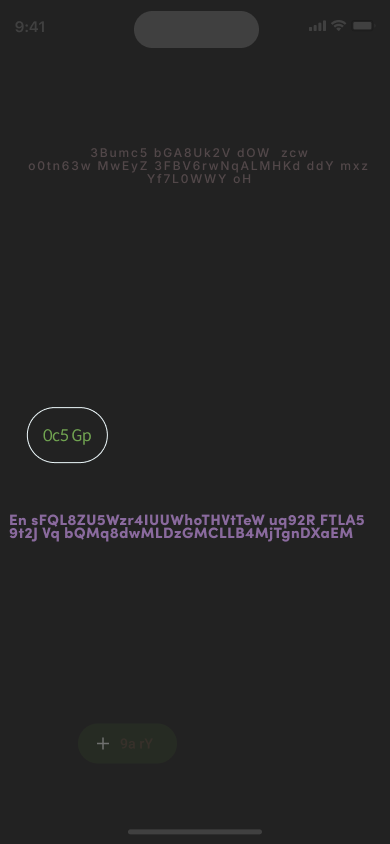 9:41
3Bumc5 bGA8Uk2V dOW zcw
o0tn63w MwEyZ 3FBV6rwNqALMHKd ddY mxz
Yf7L0WWY oH
0c5 Gp
En sFQL8ZU5Wzr4IUUWhoTHVtTeW uq92R FTLA5
9t2J Vq bQMq8dwMLDzGMCLLB4MjTgnDXaEM